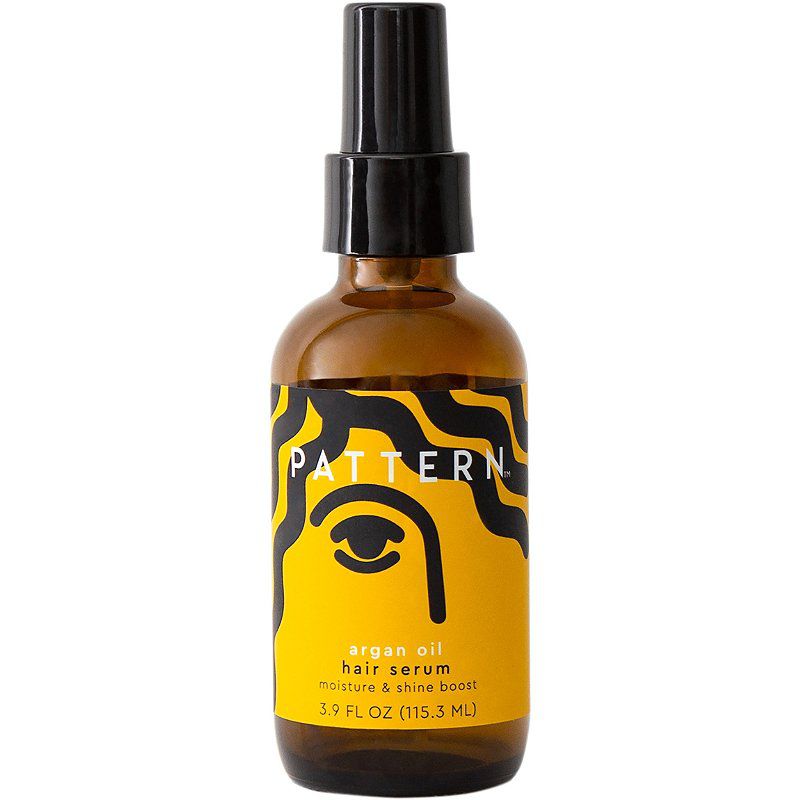 PATTERN™
argan oil
hair serum
moisture & shine boost
3.9 FL OZ (115.3 ML)